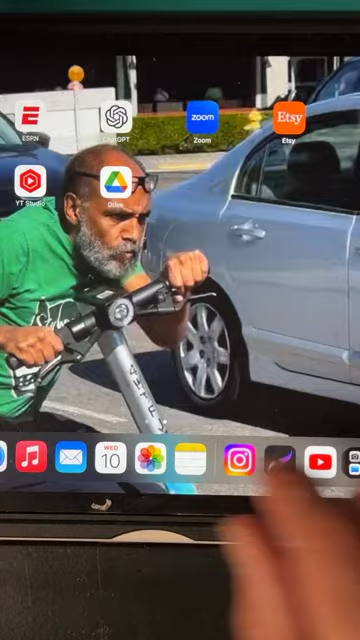 ESPN
ChatGPT
zoom
Zoom
Etsy
Etsy
YT Studio
Drive
WED
10